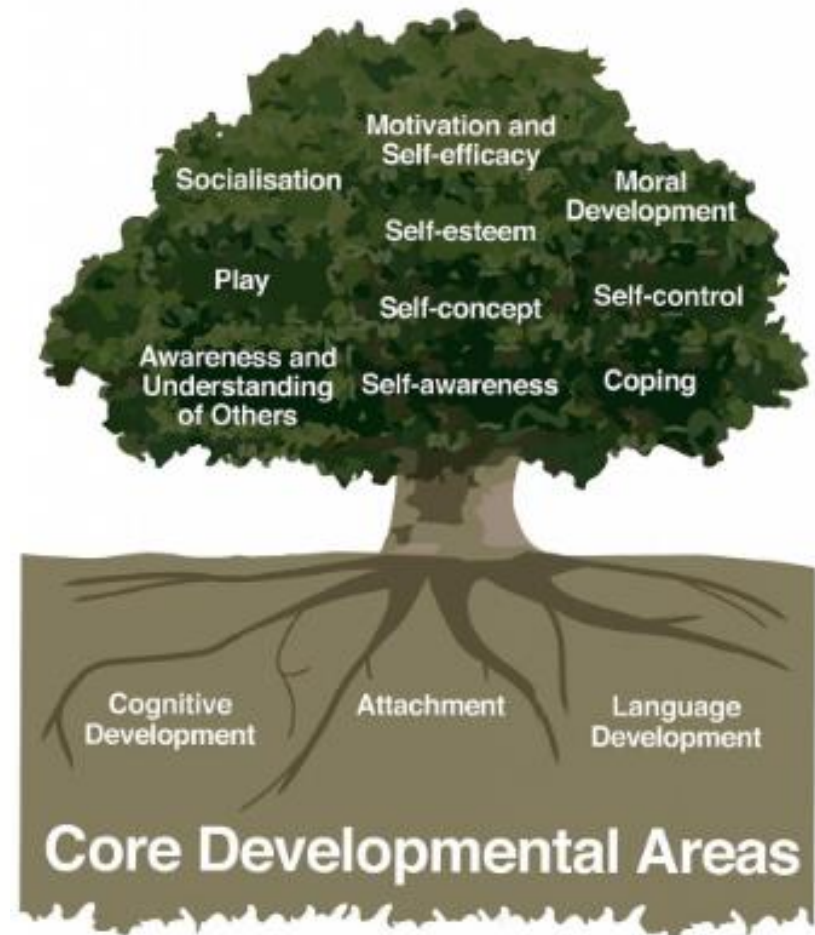 Motivation and
Self-efficacy
Socialisation
Moral
Development
Self-esteem
Play
Self-concept
Self-control
Awareness and
Understanding
of Others
Self-awareness
Coping
Cognitive
Development
Attachment
Language
Development
Core Developmental Areas